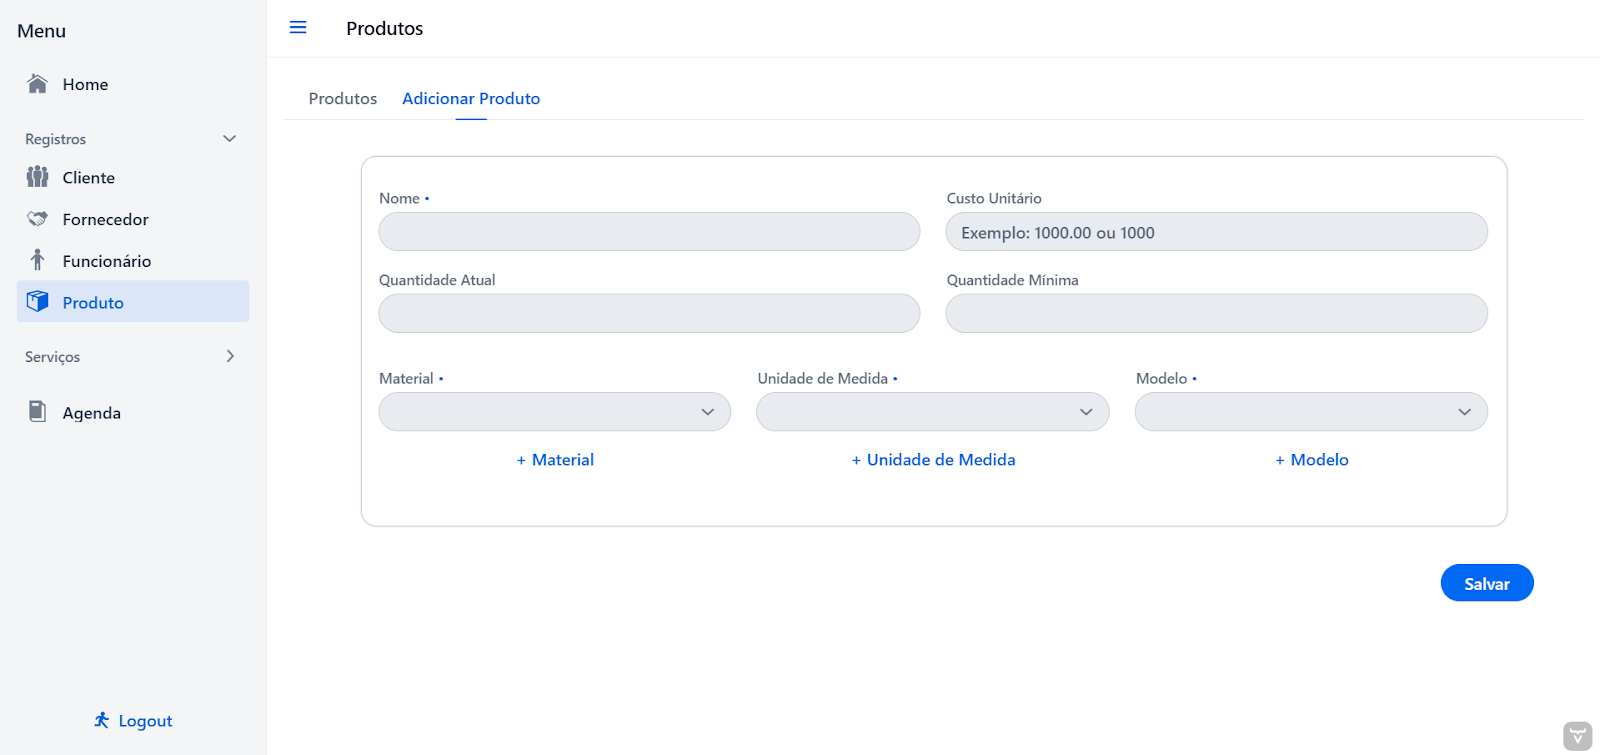 Menu
Home
Registros
Cliente
Fornecedor
Funcionário
Produto
Serviços
Agenda
Logout
Produtos
Produtos Adicionar Produto
Nome • Custo Unitário
Exemplo: 1000.00 ou 1000
Quantidade Atual Quantidade Mínima
Material • Unidade de Medida • Modelo •
+ Material + Unidade de Medida + Modelo
Salvar